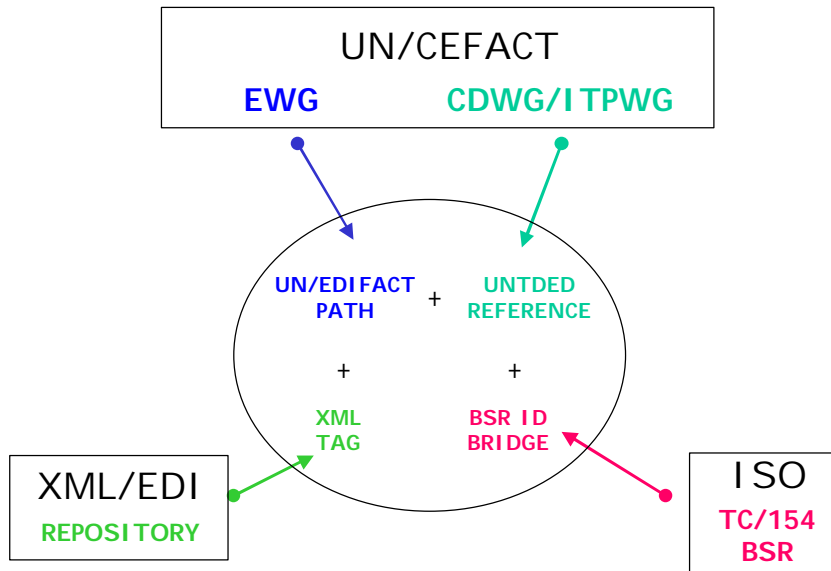 UN/CEFACT
EWG CDWG/ITPWG
UN/EDIFACT
PATH
+
UNTDED
REFERENCE
+
+
XML
TAG
BSR ID
BRIDGE
XML/EDI
REPOSITORY
ISO
TC/154
BSR